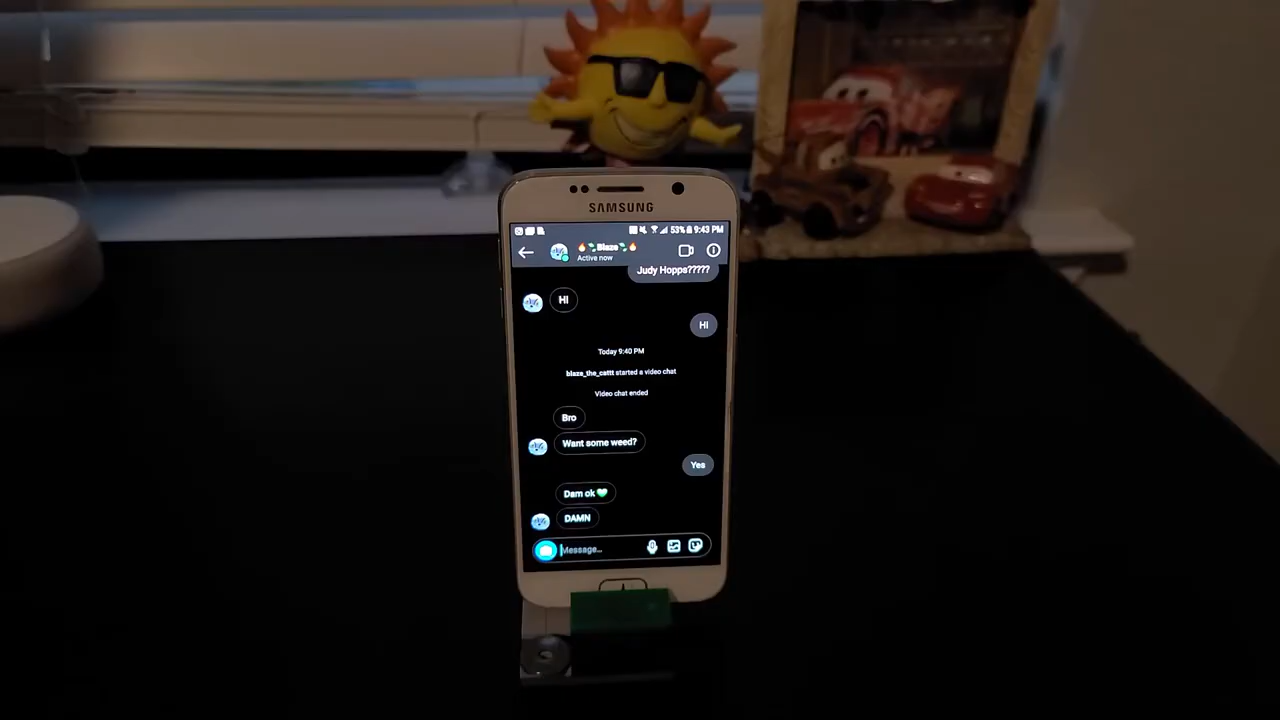 SAMSUNG
53% 9:43 PM
Blaze
Active now
Judy Hopps?????
HI
HI
Today 9:40 PM
blaze_the_cattt started a video chat
Video chat ended
Bro
Want some weed?
Yes
Dam ok
DAMN
Message...